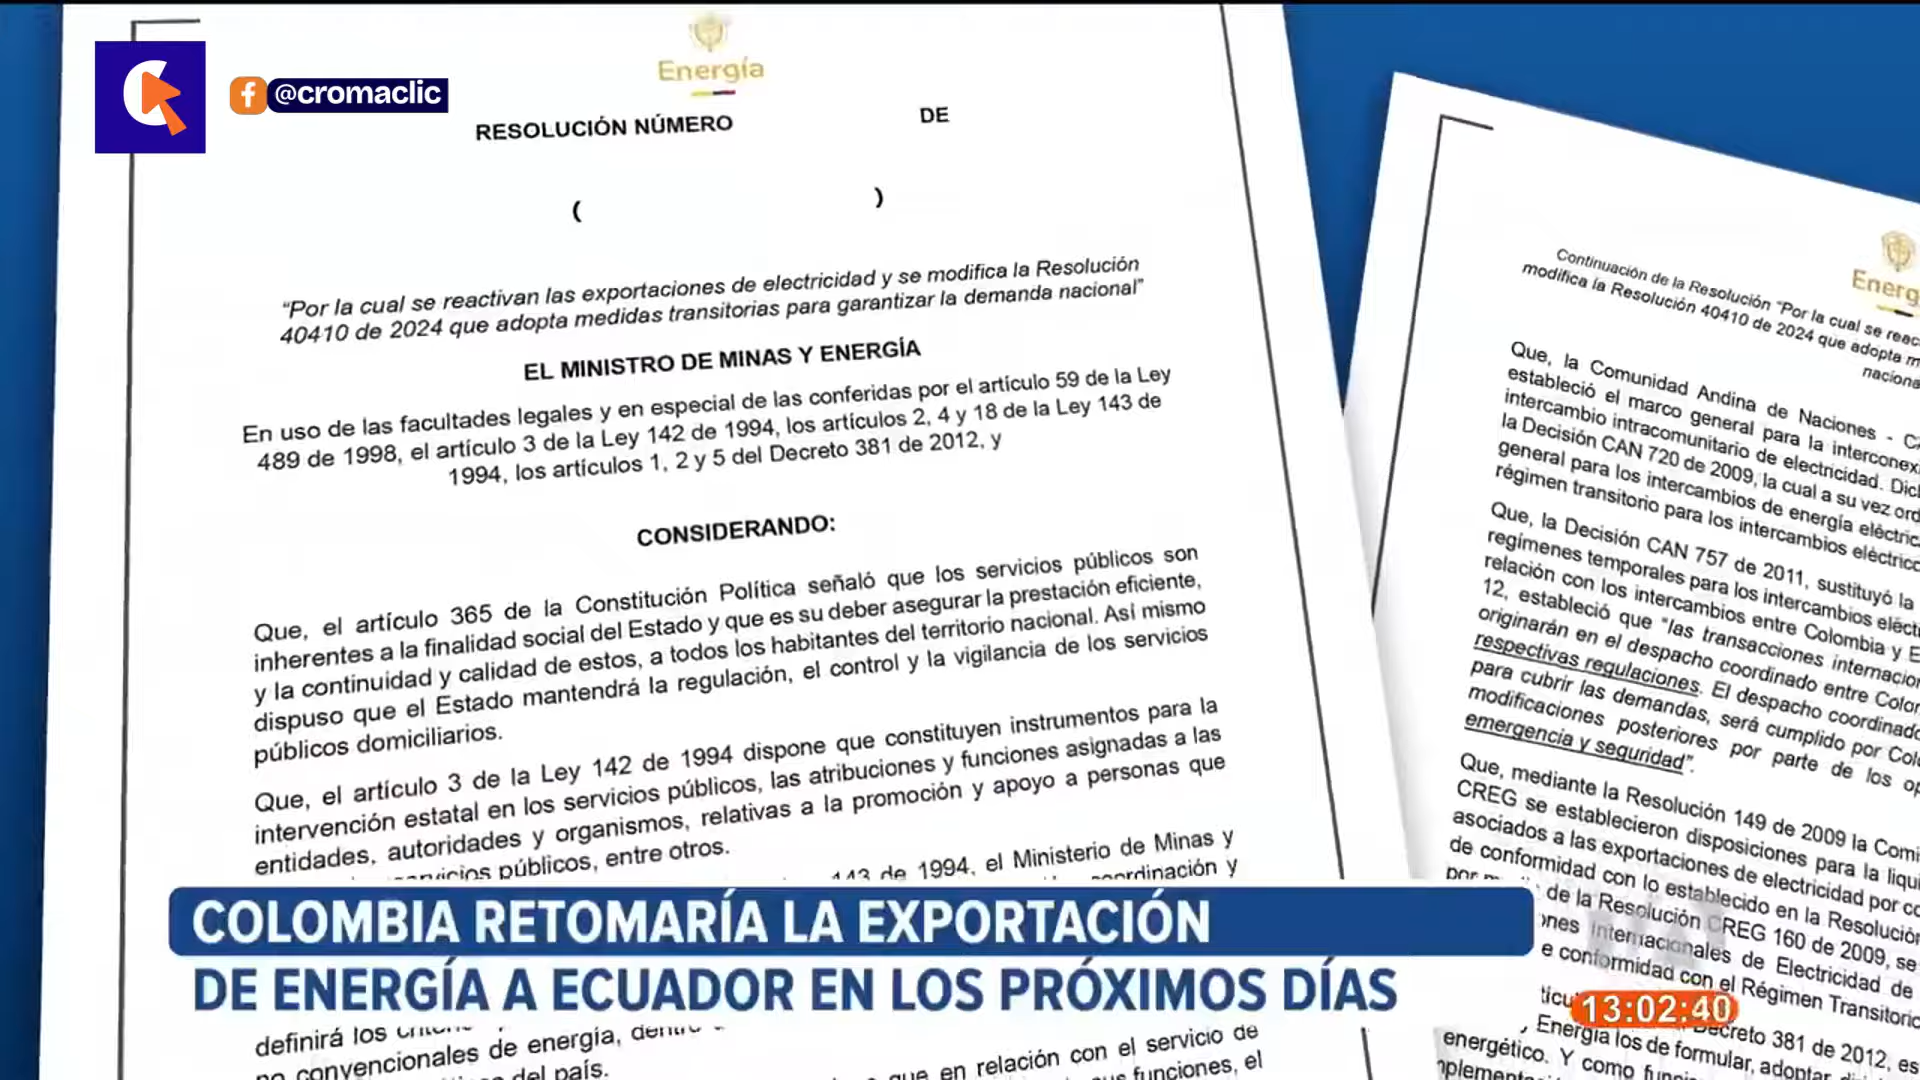 @cromaclic
Energía
RESOLUCIÓN NÚMERO DE
( )
“Por la cual se reactivan las exportaciones de electricidad y se modifica la Resolución
40410 de 2024 que adopta medidas transitorias para garantizar la demanda nacional”
EL MINISTRO DE MINAS Y ENERGÍA
En uso de las facultades legales y en especial de las conferidas por el artículo 59 de la Ley
489 de 1998, el artículo 3 de la Ley 142 de 1994, los artículos 2, 4 y 18 de la Ley 143 de
1994, los artículos 1, 2 y 5 del Decreto 381 de 2012, y
CONSIDERANDO:
Que, el artículo 365 de la Constitución Política señaló que los servicios públicos son
inherentes a la finalidad social del Estado y que es su deber asegurar la prestación eficiente,
y la continuidad y calidad de estos, a todos los habitantes del territorio nacional. Así mismo
dispuso que el Estado mantendrá la regulación, el control y la vigilancia de los servicios
públicos domiciliarios.
Que, el artículo 3 de la Ley 142 de 1994 dispone que constituyen instrumentos para la
intervención estatal en los servicios públicos, las atribuciones y funciones asignadas a las
entidades, autoridades y organismos, relativas a la promoción y apoyo a personas que
servicios públicos, entre otros.
143 de 1994, el Ministerio de Minas y
coordinación y
COLOMBIA RETOMARÍA LA EXPORTACIÓN
DE ENERGÍA A ECUADOR EN LOS PRÓXIMOS DÍAS
definirá los
no convencionales de energía, dentro
del país.
que en relación con el servicio de
sus funciones, el
Energ
Continuación de la Resolución “Por la cual se reac
modifica la Resolución 40410 de 2024 que adopta m
naciona
Que, la Comunidad Andina de Naciones - C
estableció el marco general para la interconex
intercambio intracomunitario de electricidad. Dic
la Decisión CAN 720 de 2009, la cual a su vez ord
general para los intercambios de energía eléctric
régimen transitorio para los intercambios eléctrico
Que, la Decisión CAN 757 de 2011, sustituyó la
regímenes temporales para los intercambios eléct
relación con los intercambios entre Colombia y E
12, estableció que “las transacciones internacion
originarán en el despacho coordinado entre Color
respectivas regulaciones. El despacho coordinado
para cubrir las demandas, será cumplido por Colo
modificaciones posteriores por parte de los op
emergencia y seguridad”.
Que, mediante la Resolución 149 de 2009 la Comi
CREG se establecieron disposiciones para la liqui
asociados a las exportaciones de electricidad por co
de conformidad con lo establecido en la Resolución
de la Resolución CREG 160 de 2009, se
Internacionales de Electricidad de
conformidad con el Régimen Transitorio
13:02:40
Decreto 381 de 2012, es
Energía los de formular, adoptar
energético. Y como